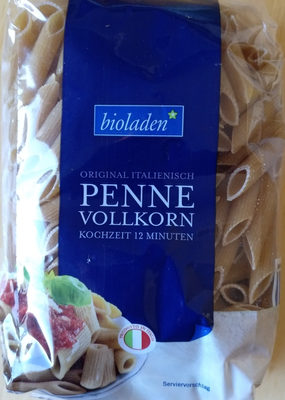 bioladen
ORIGINAL ITALIENISCH
PENNE
VOLLKORN
KOCHZEIT 12 MINUTEN
Serviervorschlag